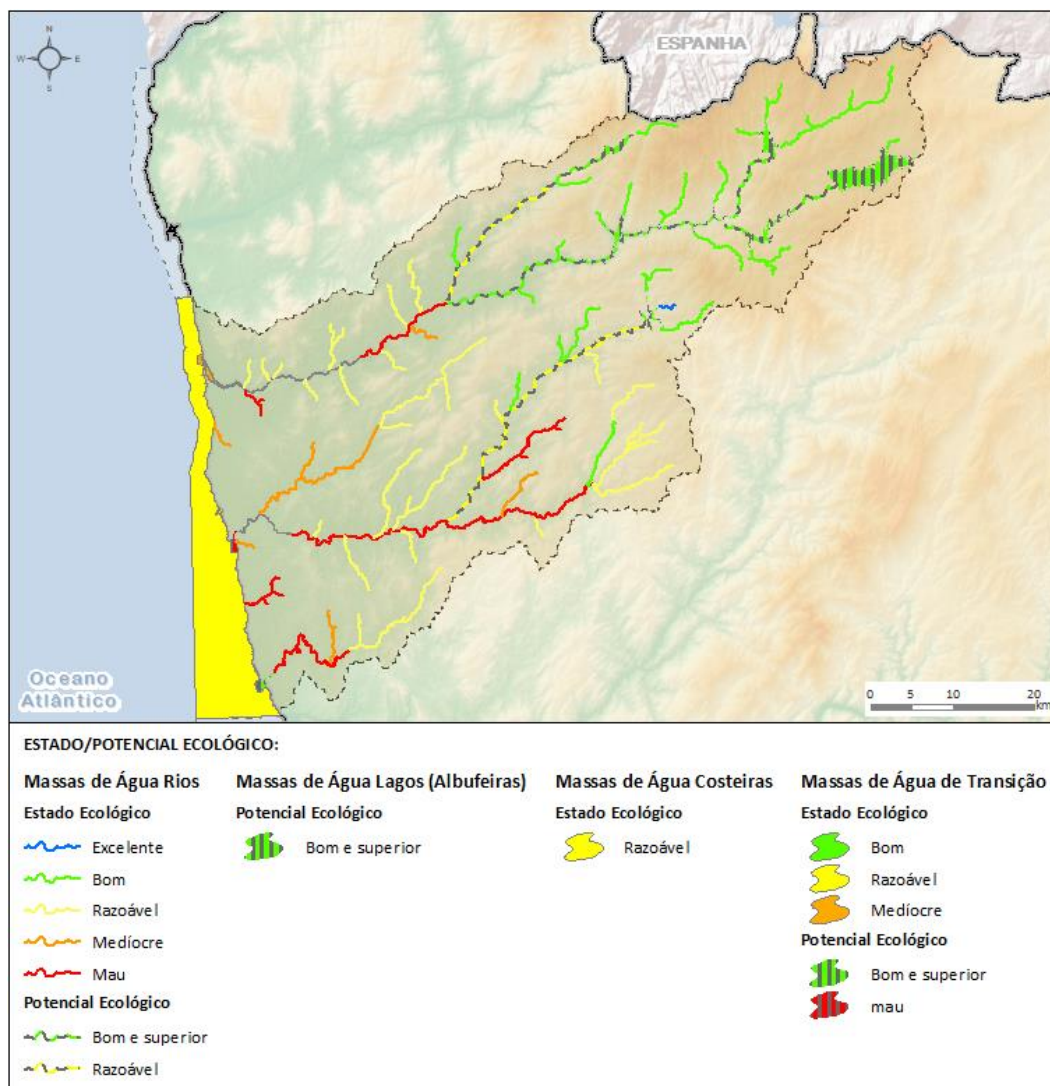 N
W E
S
ESPANHA
Oceano
Atlântico
0 5 10 20
km
ESTADO/POTENCIAL ECOLÓGICO:
Massas de Água Rios
Estado Ecológico
Excelente
Bom
Razoável
Medíocre
Mau
Potencial Ecológico
Bom e superior
Razoável
Massas de Água Lagos (Albufeiras)
Potencial Ecológico
Bom e superior
Massas de Água Costeiras
Estado Ecológico
Razoável
Massas de Água de Transição
Estado Ecológico
Bom
Razoável
Medíocre
Potencial Ecológico
Bom e superior
mau